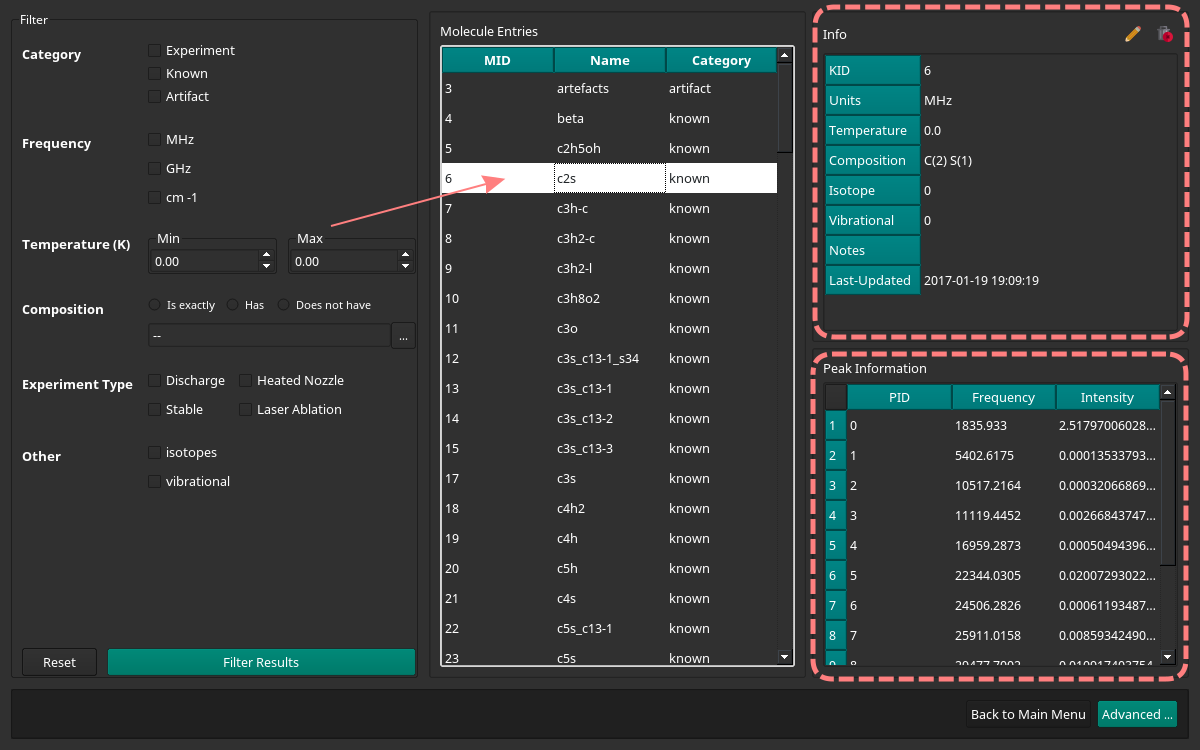 Filter
Category
Experiment
Known
Artifact
Frequency
MHz
GHz
cm -1
Temperature (K)
Min
Max
0.00
0.00
Composition
Is exactly
Has
Does not have
--
...
Experiment Type
Discharge
Heated Nozzle
Stable
Laser Ablation
Other
isotopes
vibrational
Reset
Filter Results
Molecule Entries
MID Name Category
3 artefacts artifact
4 beta known
5 c2h5oh known
6 c2s known
7 c3h-c known
8 c3h2-c known
9 c3h2-l known
10 c3h8o2 known
11 c3o known
12 c3s_c13-1_s34 known
13 c3s_c13-1 known
14 c3s_c13-2 known
15 c3s_c13-3 known
17 c3s known
18 c4h2 known
19 c4h known
20 c5h known
21 c4s known
22 c5s_c13-1 known
23 c5s known
Info
KID 6
Units MHz
Temperature 0.0
Composition C(2) S(1)
Isotope 0
Vibrational 0
Notes
Last-Updated 2017-01-19 19:09:19
Peak Information
PID Frequency Intensity
1 0 1835.933 2.51797006028...
2 1 5402.6175 0.00013533793...
3 2 10517.2164 0.00032066869...
4 3 11119.4452 0.00266843747...
5 4 16959.2873 0.00050494396...
6 5 22344.0305 0.02007293022...
7 6 24506.2826 0.00061193487...
8 7 25911.0158 0.00859342490...
Back to Main Menu
Advanced ...